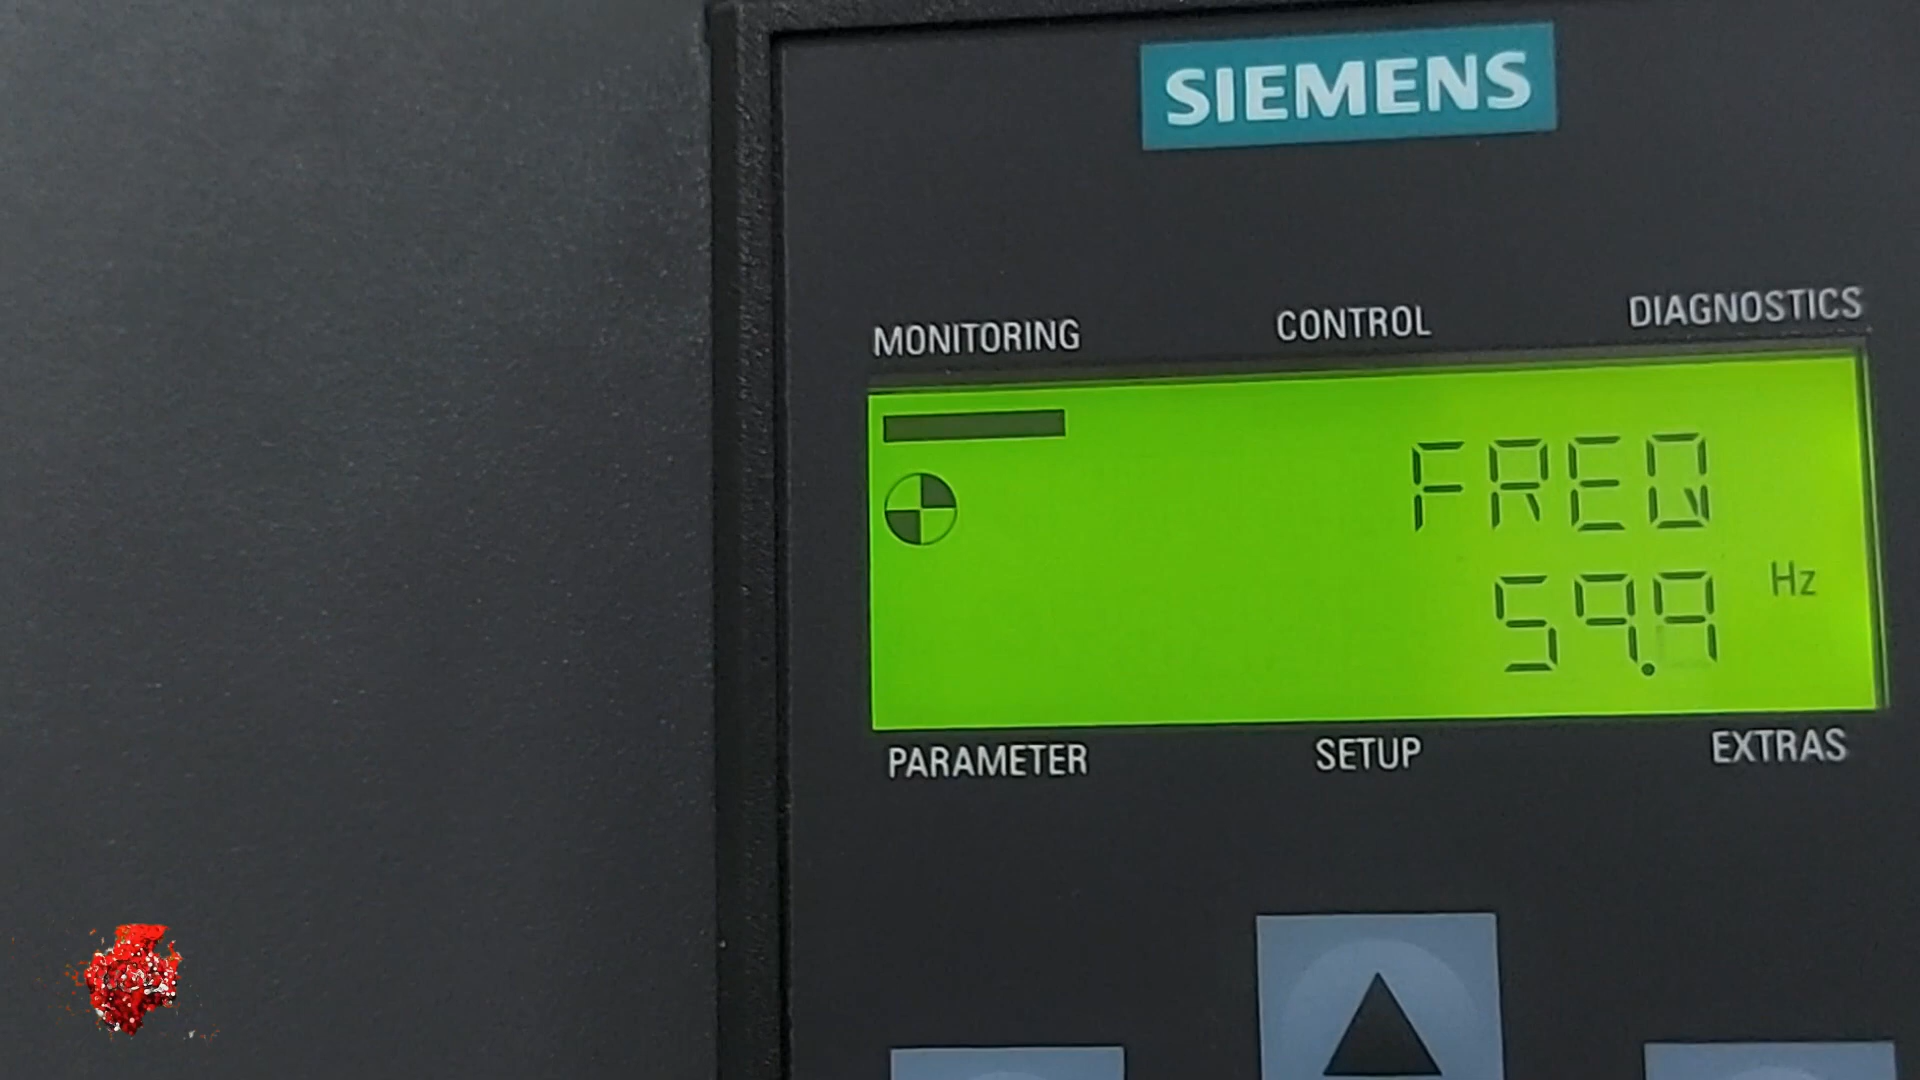 SIEMENS
MONITORING CONTROL DIAGNOSTICS
FREQ
59.9 Hz
PARAMETER SETUP EXTRAS